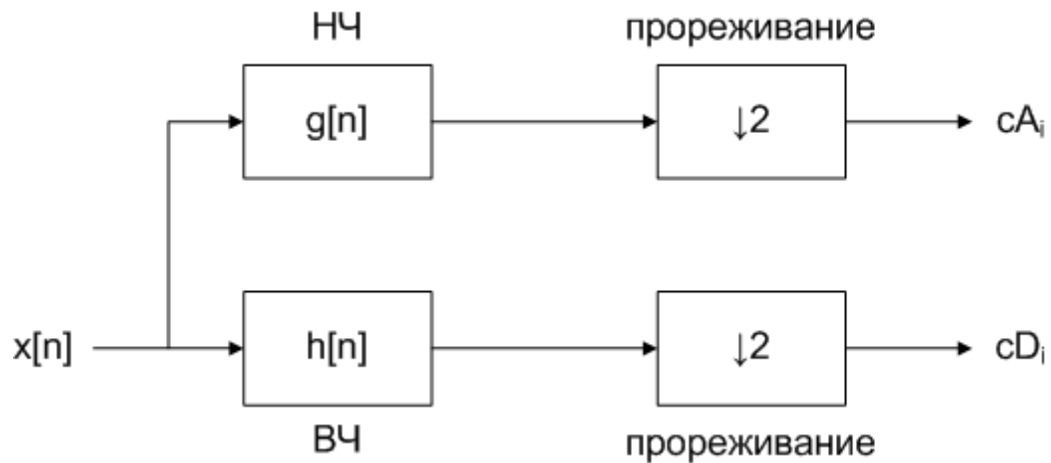 НЧ
прореживание
g[n]
↓2
cAi
x[n]
h[n]
↓2
cDi
ВЧ
прореживание